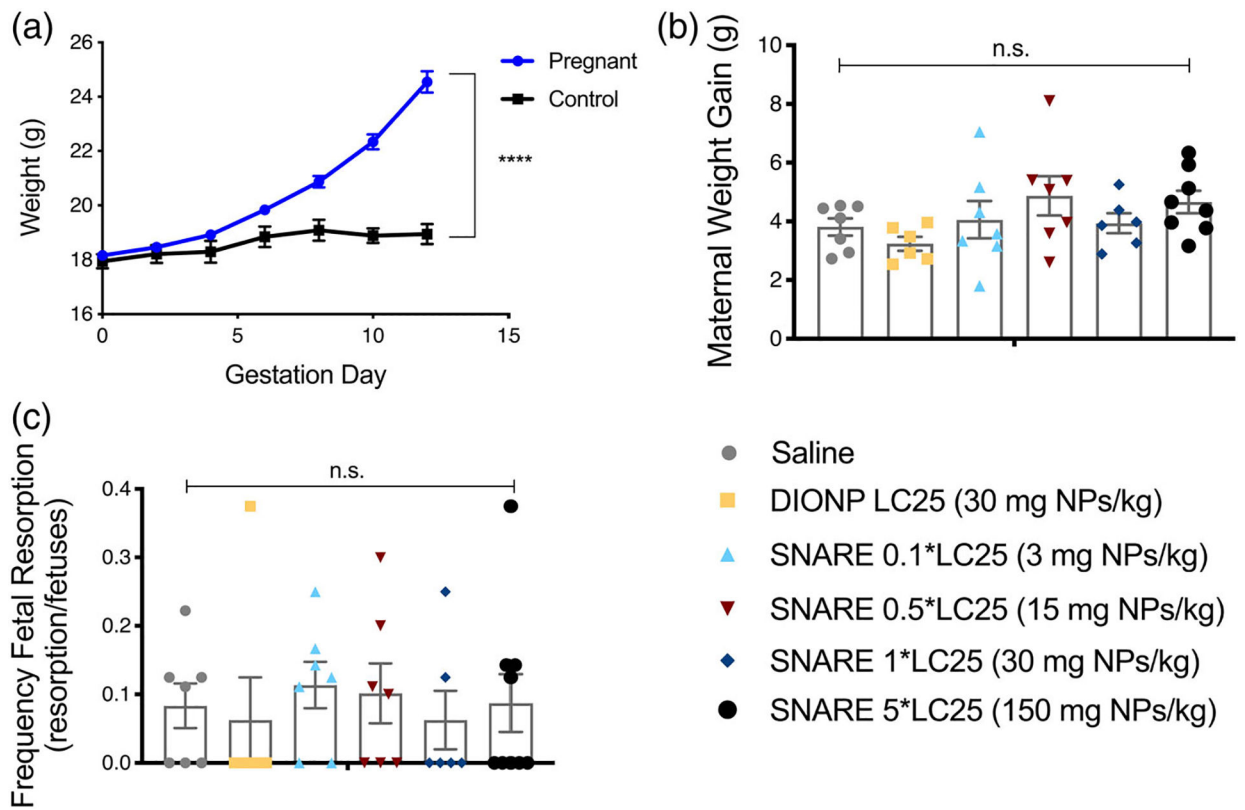 (a)
26
24
22
20
18
16
Weight (g)
0
5
10
15
Gestation Day
Pregnant
Control
****
(b)
10
8
6
4
2
0
Maternal Weight Gain (g)
n.s.
(c)
0.4
0.3
0.2
0.1
0.0
Frequency Fetal Resorption
(resorption/fetuses)
n.s.
Saline
DIONP LC25 (30 mg NPs/kg)
SNARE 0.1*LC25 (3 mg NPs/kg)
SNARE 0.5*LC25 (15 mg NPs/kg)
SNARE 1*LC25 (30 mg NPs/kg)
SNARE 5*LC25 (150 mg NPs/kg)